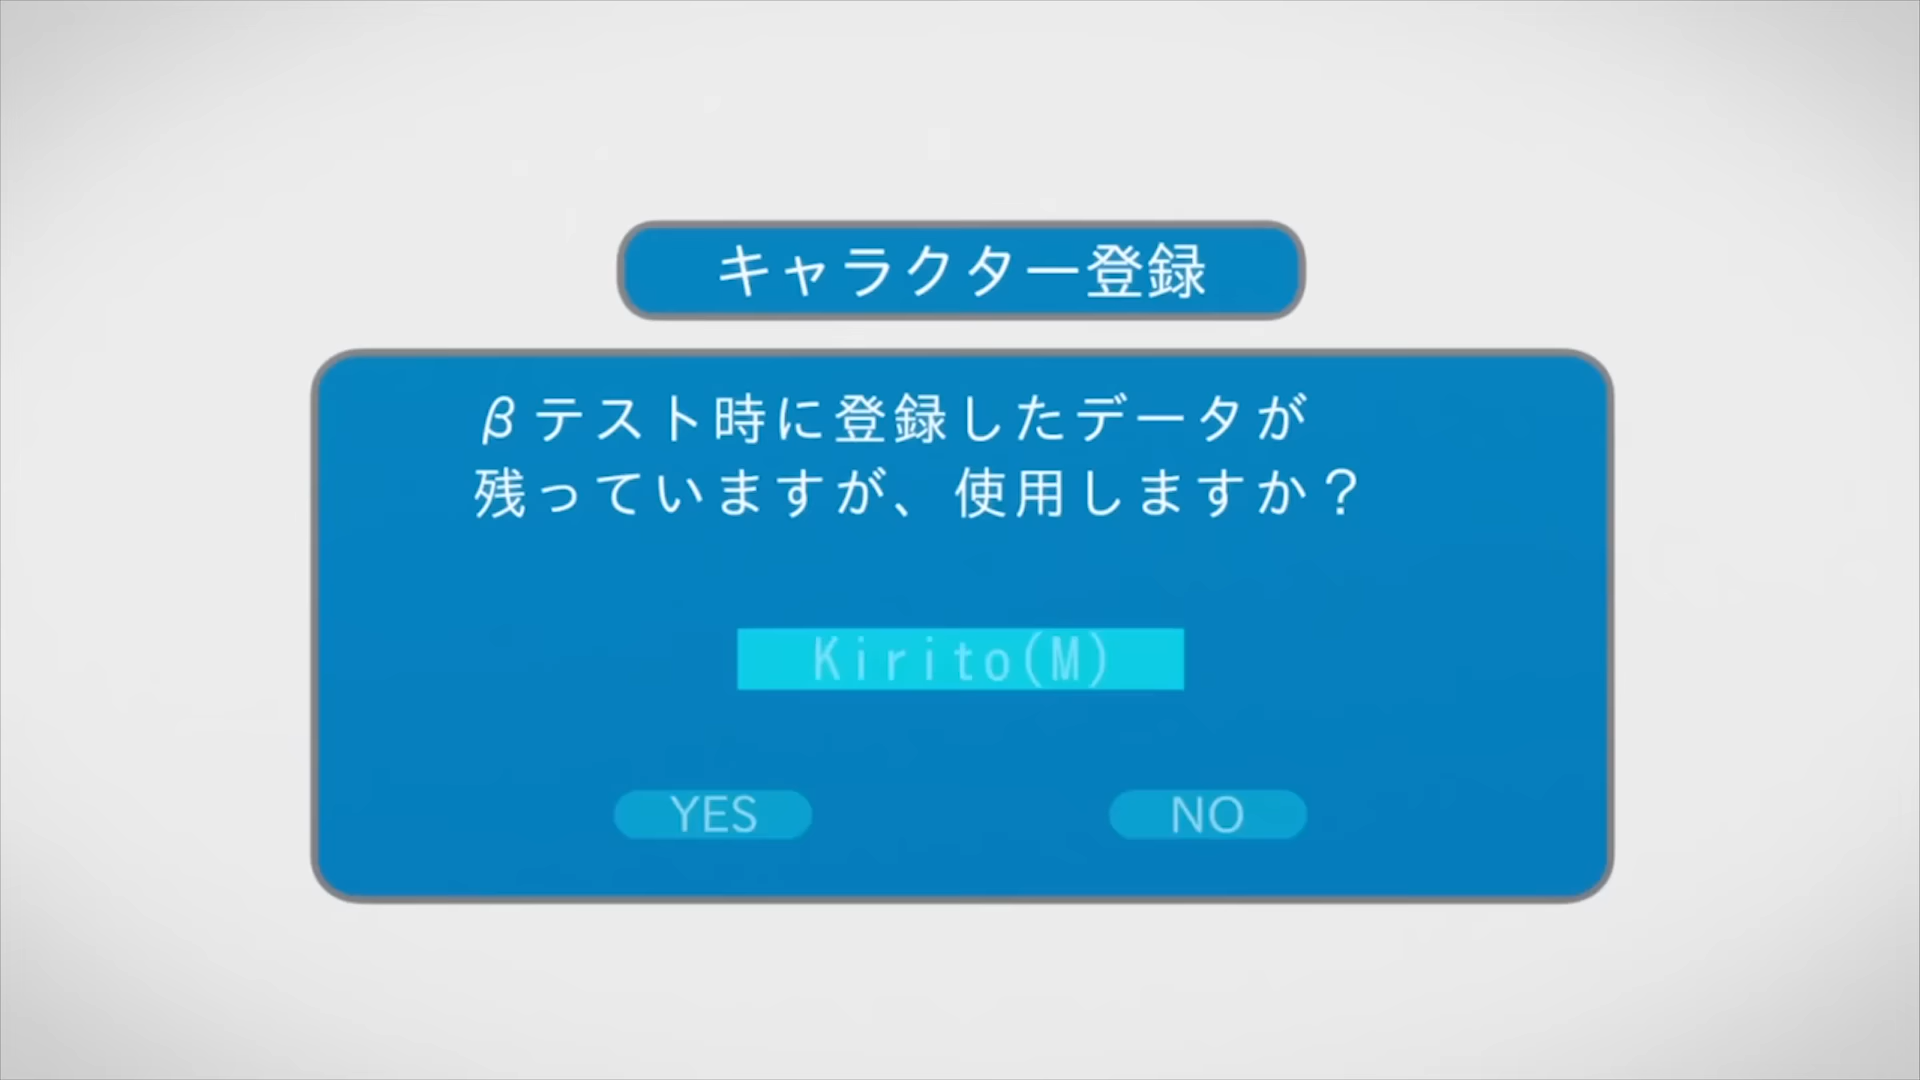 キャラクター登録
βテスト時に登録したデータが
残っていますが、使用しますか？
Kirito(M)
YES
NO